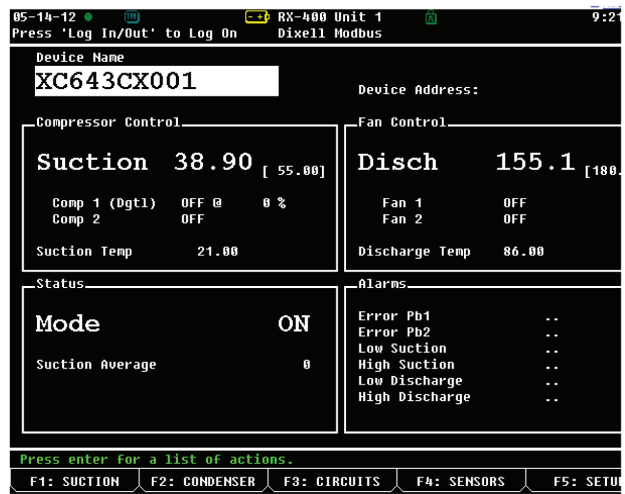 05-14-12 TM - + RX-400 Unit 1 A 9:21
Press 'Log In/Out' to Log On Dixell Modbus
Device Name
XC643CX001
Device Address:
Compressor Control
Suction 38.90 [ 55.00]
Comp 1 (Dgtl) OFF @ 0 %
Comp 2 OFF
Suction Temp 21.00
Fan Control
Disch 155.1 [180.
Fan 1 OFF
Fan 2 OFF
Discharge Temp 86.00
Status
Mode ON
Suction Average 0
Alarms
Error Pb1 ..
Error Pb2 ..
Low Suction ..
High Suction ..
Low Discharge ..
High Discharge ..
Press enter for a list of actions.
F1: SUCTION F2: CONDENSER F3: CIRCUITS F4: SENSORS F5: SETU